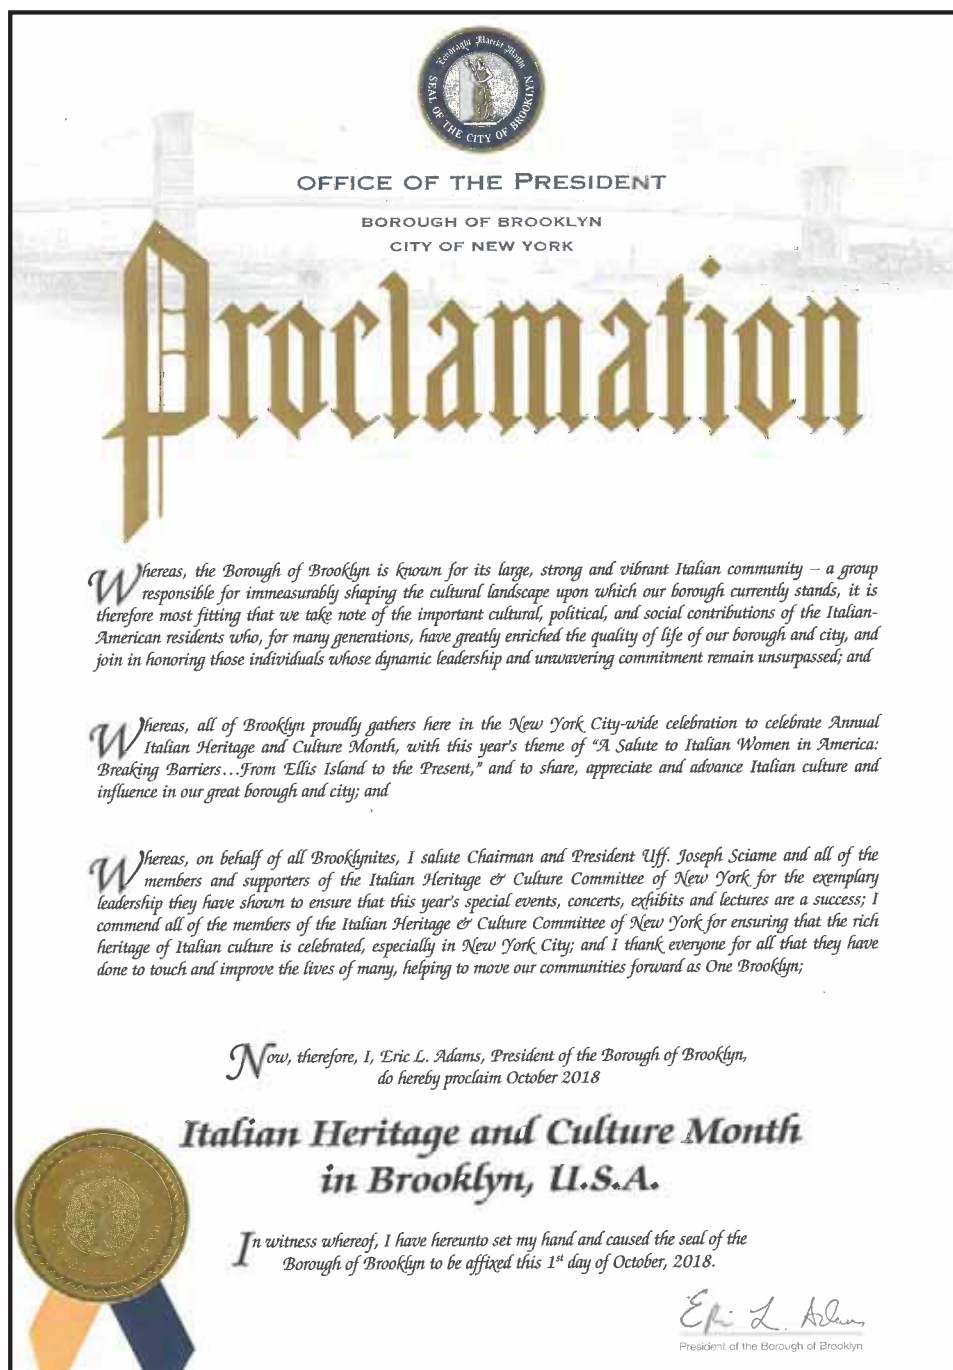 Eendraght Maeckt Maght
SEAL OF THE CITY OF BROOKLYN
OFFICE OF THE PRESIDENT
BOROUGH OF BROOKLYN
CITY OF NEW YORK
Proclamation
Whereas, the Borough of Brooklyn is known for its large, strong and vibrant Italian community – a group
responsible for immeasurably shaping the cultural landscape upon which our borough currently stands, it is
therefore most fitting that we take note of the important cultural, political, and social contributions of the Italian-
American residents who, for many generations, have greatly enriched the quality of life of our borough and city, and
join in honoring those individuals whose dynamic leadership and unwavering commitment remain unsurpassed; and
Whereas, all of Brooklyn proudly gathers here in the New York City-wide celebration to celebrate Annual
Italian Heritage and Culture Month, with this year's theme of “A Salute to Italian Women in America:
Breaking Barriers…From Ellis Island to the Present,” and to share, appreciate and advance Italian culture and
influence in our great borough and city; and
Whereas, on behalf of all Brooklynites, I salute Chairman and President Uff. Joseph Sciame and all of the
members and supporters of the Italian Heritage & Culture Committee of New York for the exemplary
leadership they have shown to ensure that this year's special events, concerts, exhibits and lectures are a success; I
commend all of the members of the Italian Heritage & Culture Committee of New York for ensuring that the rich
heritage of Italian culture is celebrated, especially in New York City; and I thank everyone for all that they have
done to touch and improve the lives of many, helping to move our communities forward as One Brooklyn;
Now, therefore, I, Eric L. Adams, President of the Borough of Brooklyn,
do hereby proclaim October 2018
Italian Heritage and Culture Month
in Brooklyn, U.S.A.
In witness whereof, I have hereunto set my hand and caused the seal of the
Borough of Brooklyn to be affixed this 1st day of October, 2018.
Eric L. Adams
President of the Borough of Brooklyn